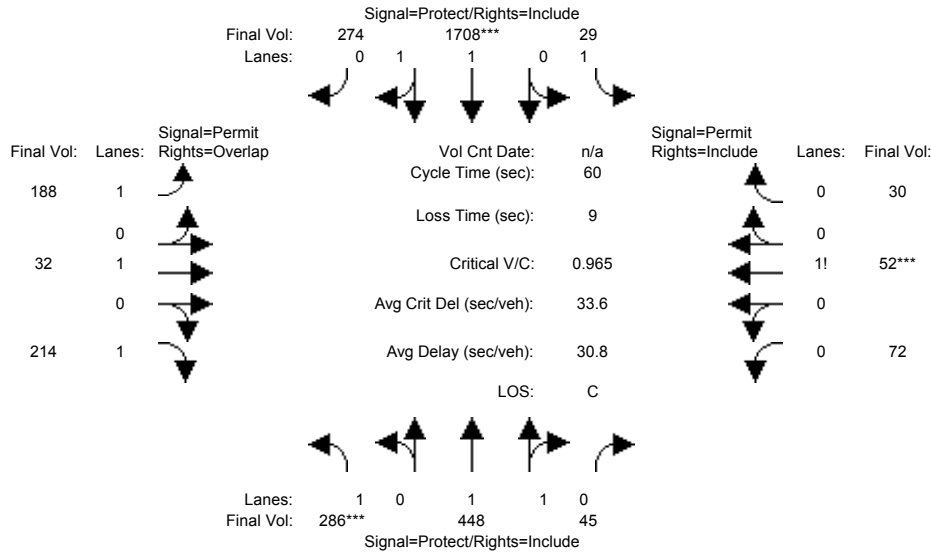 Signal=Protect/Rights=Include
Final Vol: 274 1708*** 29
Lanes: 0 1 1 0 1
Signal=Permit Signal=Permit
Final Vol: Lanes: Rights=Overlap Vol Cnt Date: n/a Rights=Include Lanes: Final Vol:
Cycle Time (sec): 60
188 1 0 30
Loss Time (sec): 9
0 0
32 1 Critical V/C: 0.965 1! 52***
0 Avg Crit Del (sec/veh): 33.6 0
214 1 Avg Delay (sec/veh): 30.8 0 72
LOS: C
Lanes: 1 0 1 1 0
Final Vol: 286*** 448 45
Signal=Protect/Rights=Include